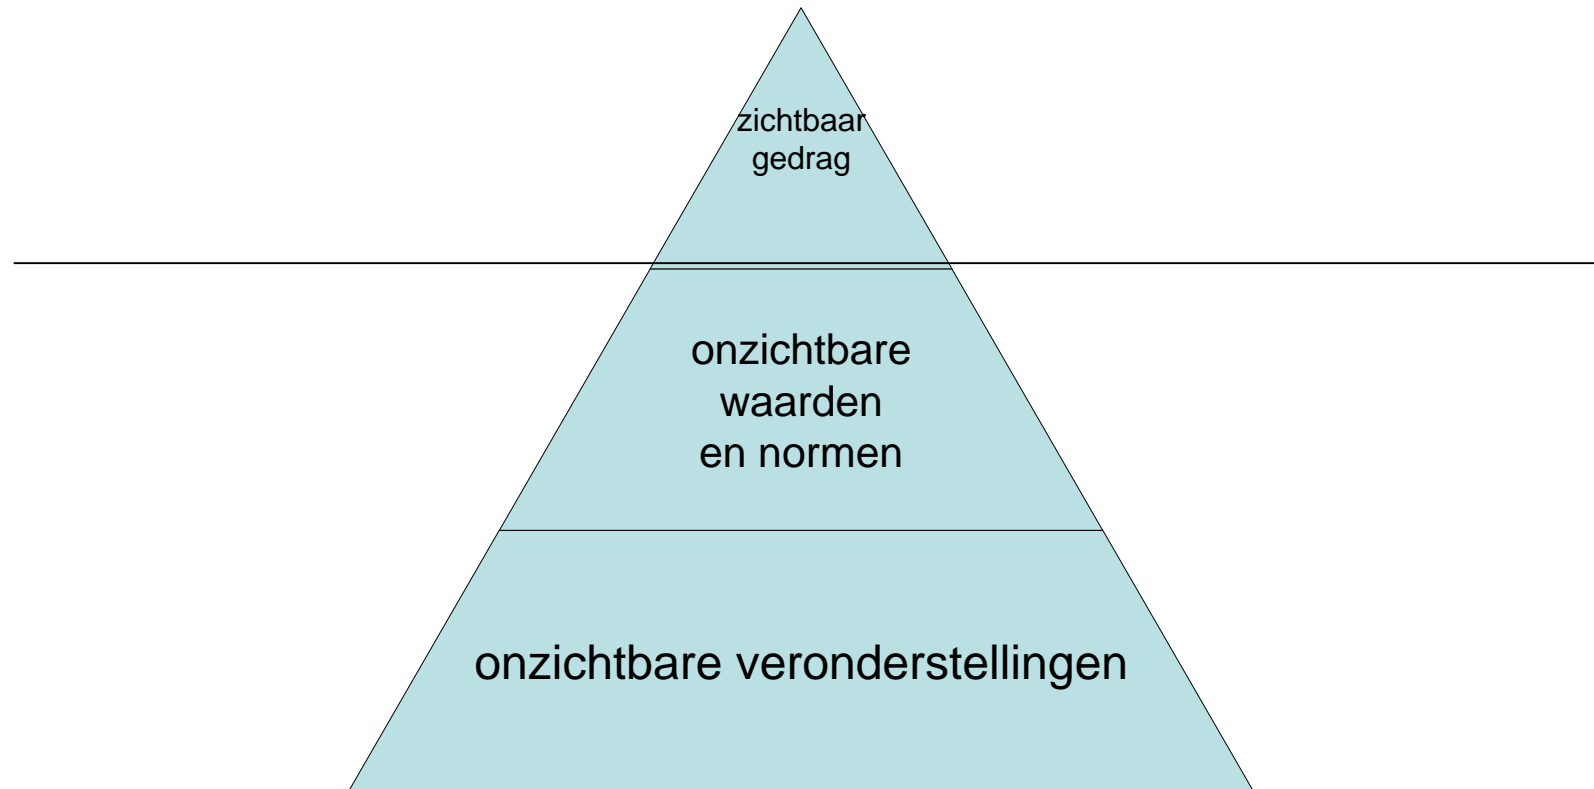 zichtbaar
gedrag
onzichtbare
waarden
en normen
onzichtbare veronderstellingen